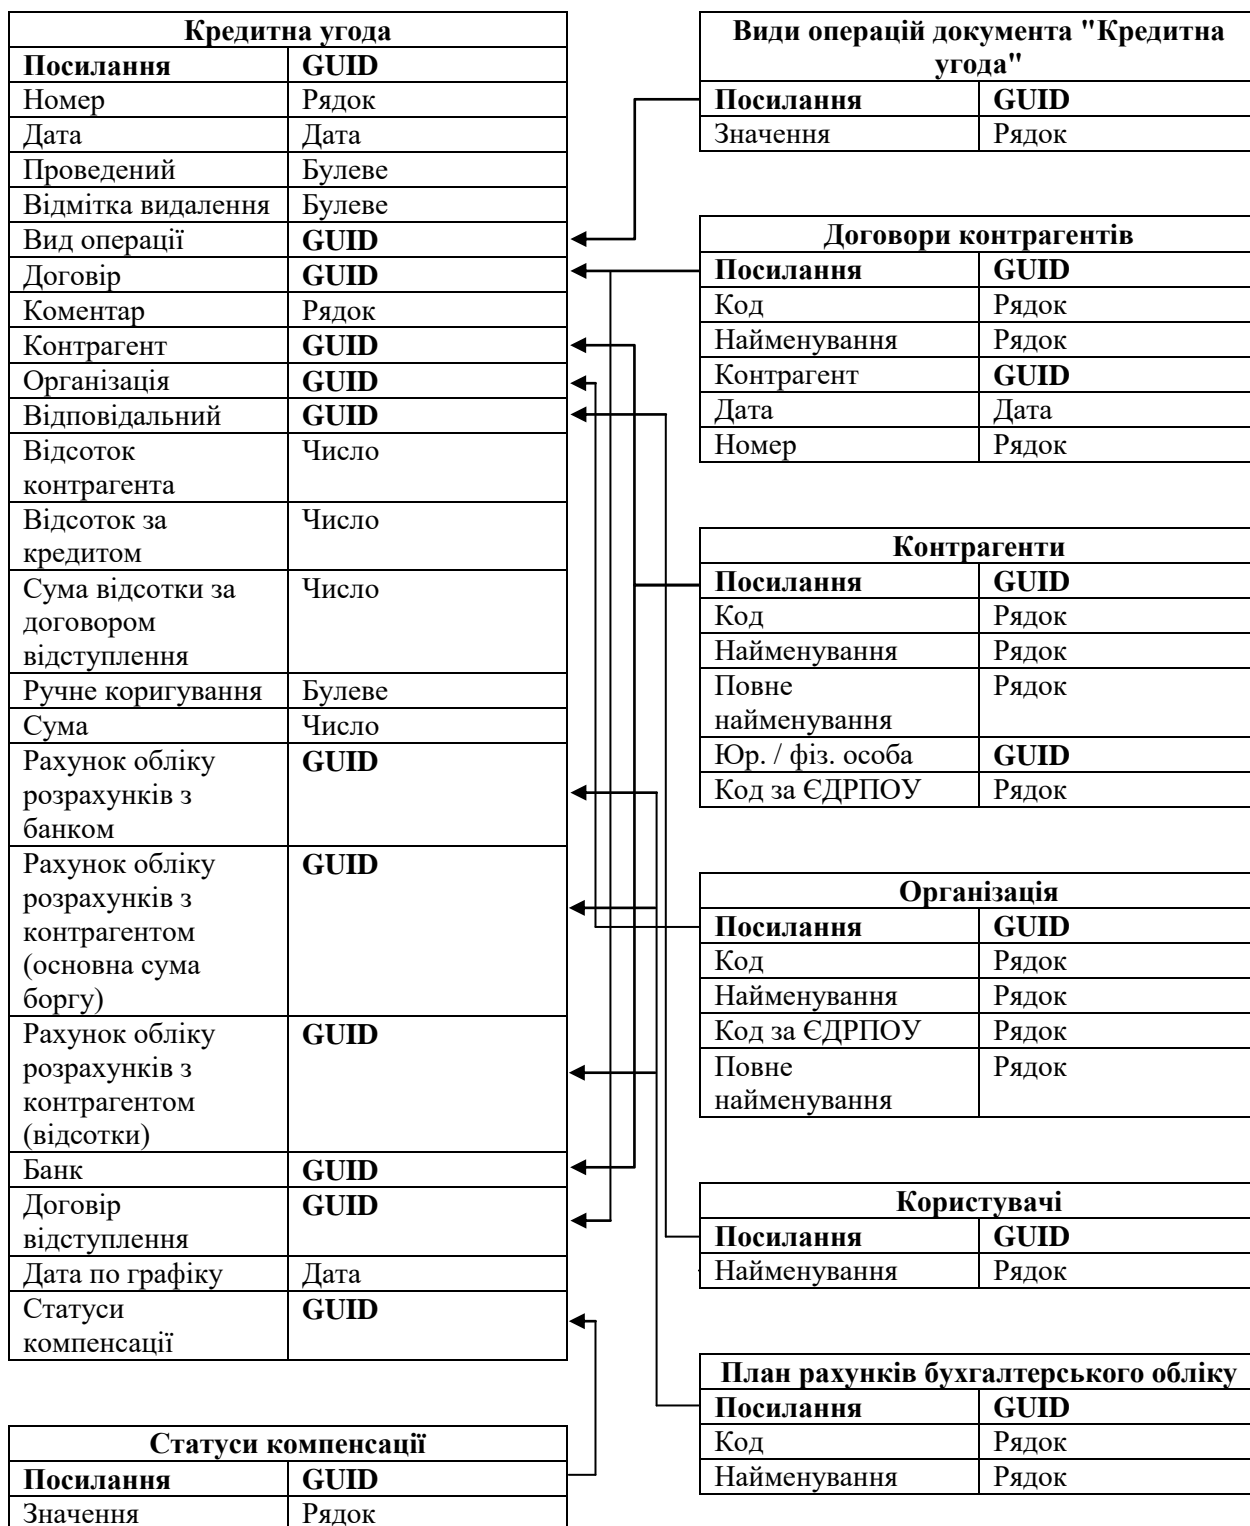 Кредитна угода
Посилання GUID
Номер Рядок
Дата Дата
Проведений Булеве
Відмітка видалення Булеве
Вид операції GUID
Договір GUID
Коментар Рядок
Контрагент GUID
Організація GUID
Відповідальний GUID
Відсоток Число
контрагента
Відсоток за Число
кредитом
Сума відсотки за Число
договором
відступлення
Ручне коригування Булеве
Сума Число
Рахунок обліку GUID
розрахунків з
банком
Рахунок обліку GUID
розрахунків з
контрагентом
(основна сума
боргу)
Рахунок обліку GUID
розрахунків з
контрагентом
(відсотки)
Банк GUID
Договір GUID
відступлення
Дата по графіку Дата
Статуси GUID
компенсації
Статуси компенсації
Посилання GUID
Значення Рядок
Види операцій документа "Кредитна
угода"
Посилання GUID
Значення Рядок
Договори контрагентів
Посилання GUID
Код Рядок
Найменування Рядок
Контрагент GUID
Дата Дата
Номер Рядок
Контрагенти
Посилання GUID
Код Рядок
Найменування Рядок
Повне Рядок
найменування
Юр. / фіз. особа GUID
Код за ЄДРПОУ Рядок
Організація
Посилання GUID
Код Рядок
Найменування Рядок
Код за ЄДРПОУ Рядок
Повне Рядок
найменування
Користувачі
Посилання GUID
Найменування Рядок
План рахунків бухгалтерського обліку
Посилання GUID
Код Рядок
Найменування Рядок